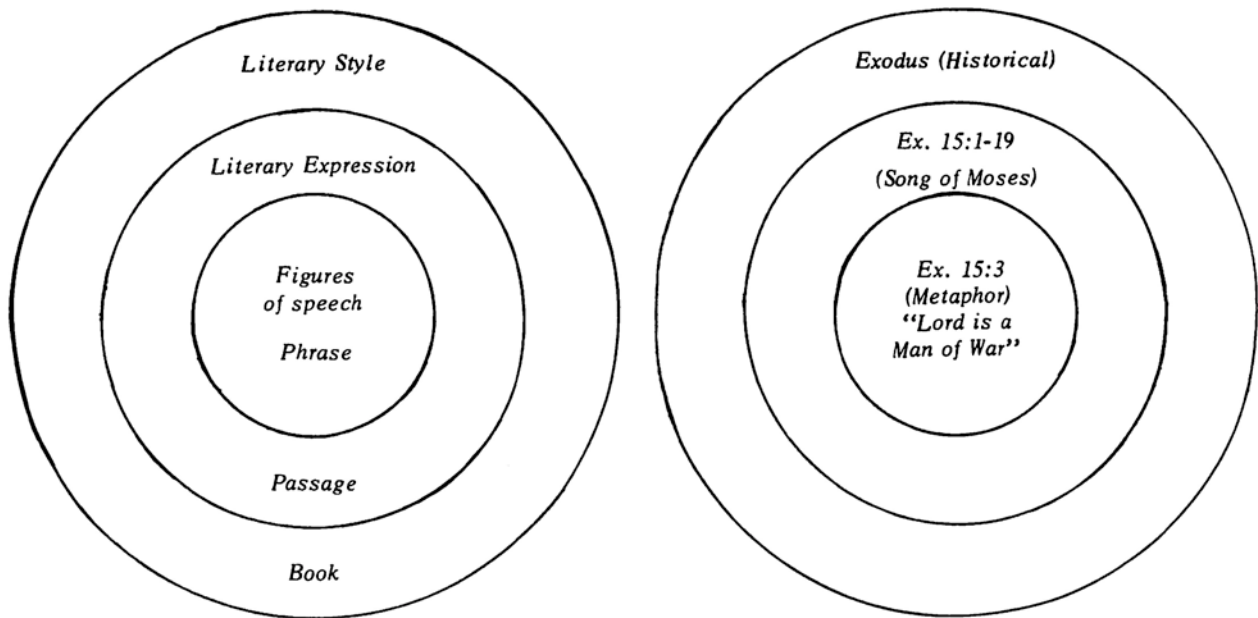 Literary Style
Literary Expression
Figures
of speech
Phrase
Passage
Book
Exodus (Historical)
Ex. 15:1-19
(Song of Moses)
Ex. 15:3
(Metaphor)
“Lord is a
Man of War”